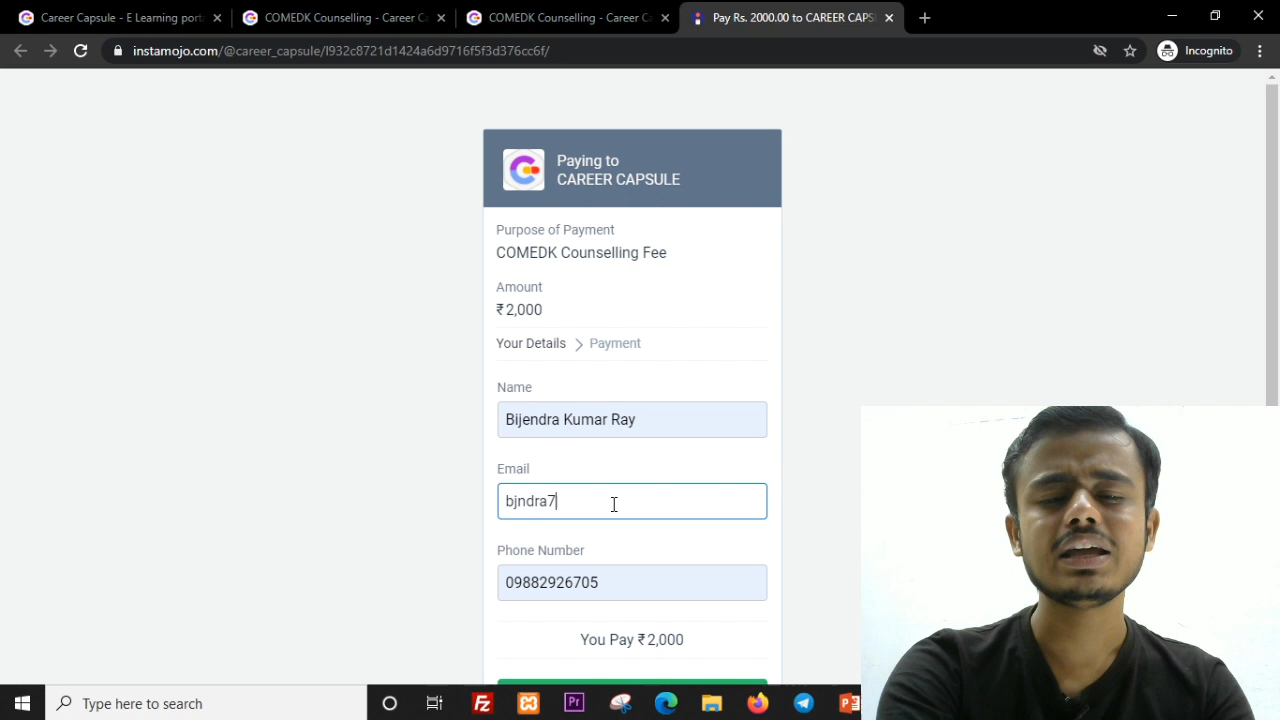 Career Capsule - E Learning port
COMEDK Counselling - Career C
COMEDK Counselling - Career C
Pay Rs. 2000.00 to CAREER CAPS
instamojo.com/@career_capsule/l932c8721d1424a6d9716f5f3d376cc6f/
Incognito
Paying to
CAREER CAPSULE
Purpose of Payment
COMEDK Counselling Fee
Amount
₹2,000
Your Details > Payment
Name
Bijendra Kumar Ray
Email
bjndra7
Phone Number
09882926705
You Pay ₹2,000
Type here to search